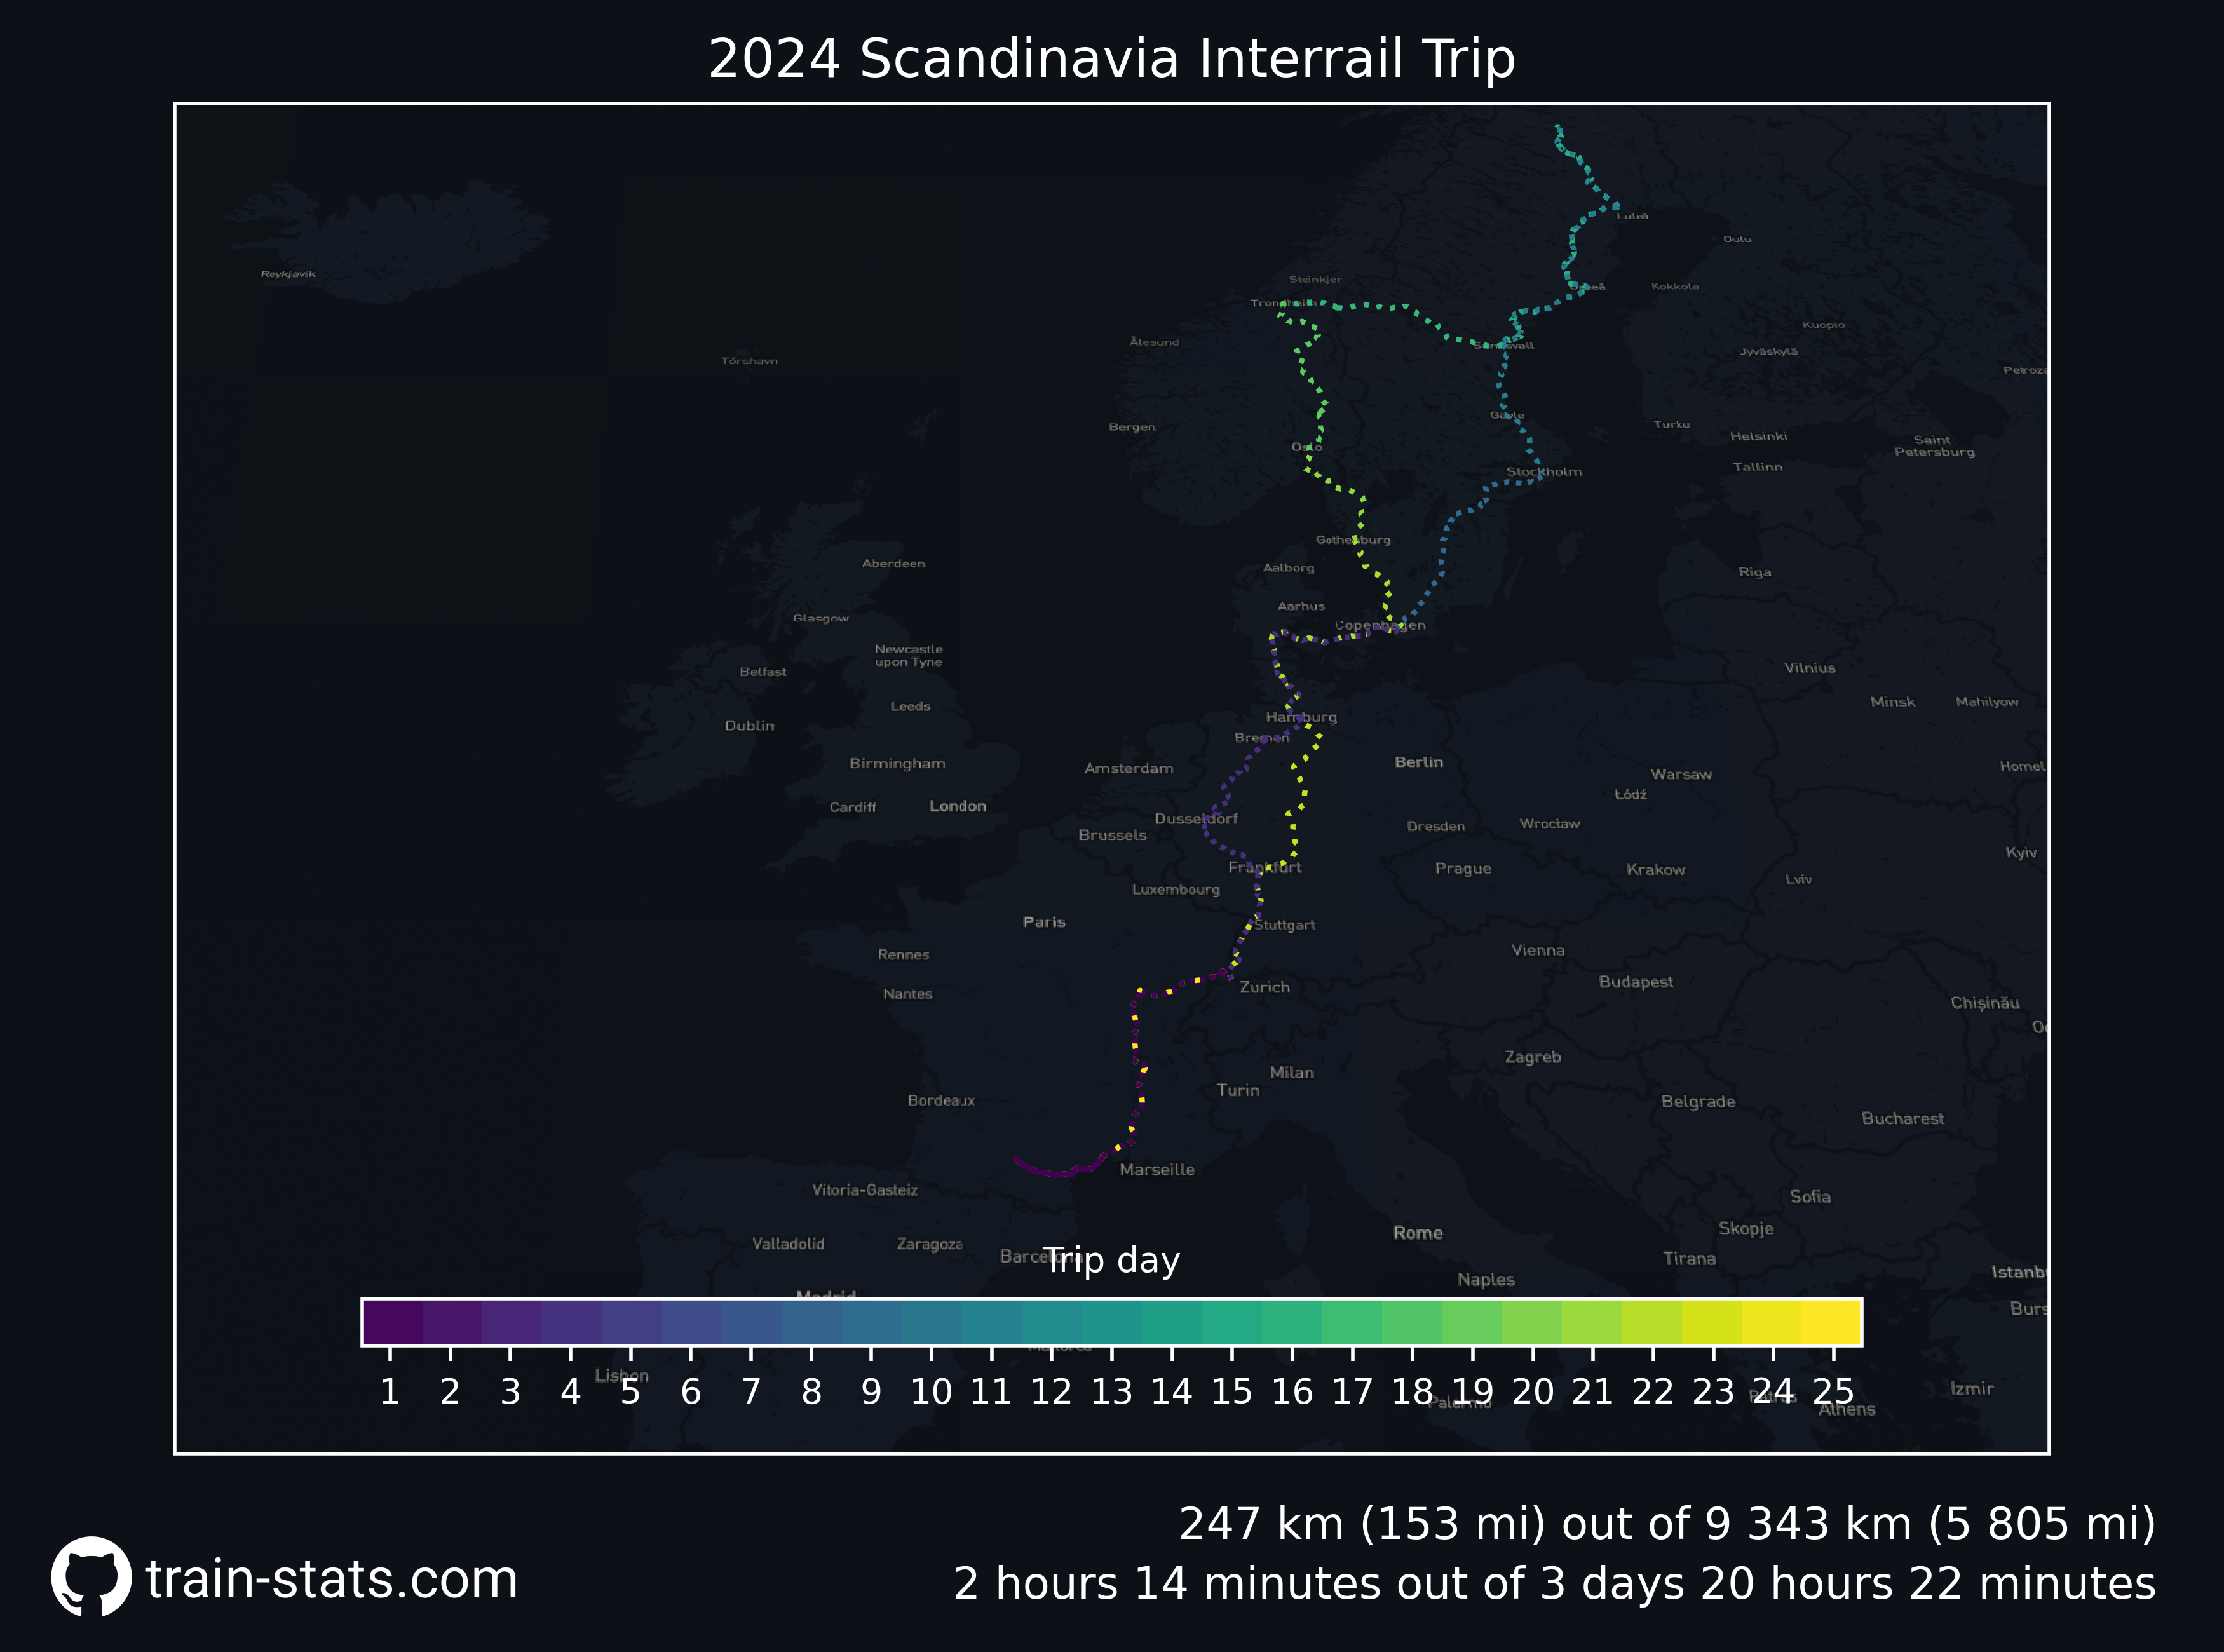 2024 Scandinavia Interrail Trip
Luleå
Oulu
Reykjavik
Steinkjer
Umeå
Kokkola
Trondheim
Kuopio
Ålesund
Sundsvall
Jyväskylä
Tórshavn
Petroza
Gävle
Bergen
Turku
Helsinki
Saint
Petersburg
Oslo
Tallinn
Stockholm
Gothenburg
Aberdeen
Aalborg
Riga
Aarhus
Glasgow
Copenhagen
Newcastle
upon Tyne
Belfast
Vilnius
Minsk
Mahilyow
Leeds
Hamburg
Dublin
Bremen
Birmingham
Amsterdam
Berlin
Homel
Warsaw
Łódź
Cardiff
London
Dusseldorf
Wrocław
Dresden
Brussels
Kyiv
Frankfurt
Prague
Krakow
Lviv
Luxembourg
Paris
Stuttgart
Rennes
Vienna
Budapest
Zurich
Nantes
Chișinău
Zagreb
Milan
Turin
Bordeaux
Belgrade
Bucharest
Marseille
Vitoria-Gasteiz
Sofia
Skopje
Rome
Valladolid
Zaragoza
Barcelona
Trip day
Tirana
Istanbu
Naples
Madrid
Burs
Mallorca
Lisbon
Izmir
Palermo
Patras
Athens
1 2 3 4 5 6 7 8 9 10 11 12 13 14 15 16 17 18 19 20 21 22 23 24 25
247 km (153 mi) out of 9 343 km (5 805 mi)
train-stats.com
2 hours 14 minutes out of 3 days 20 hours 22 minutes